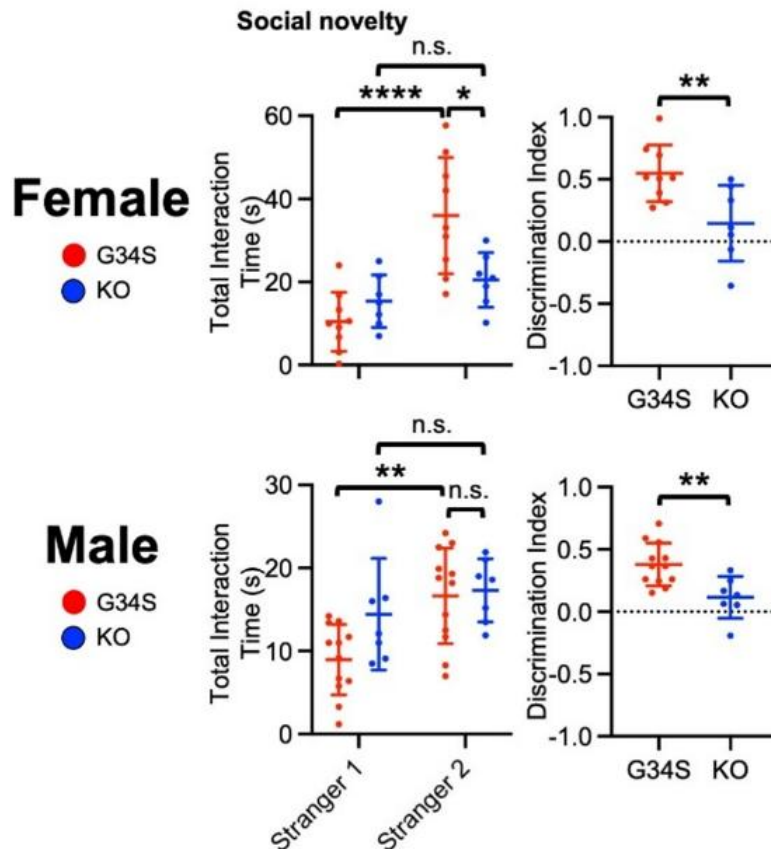 Social novelty
Female
G34S
KO
Total Interaction
Time (s)
60
40
20
0
n.s.
****
*
Discrimination Index
1.0
0.5
0.0
-0.5
-1.0
**
G34S
KO
Male
G34S
KO
Total Interaction
Time (s)
30
20
10
0
n.s.
**
n.s.
Stranger 1
Stranger 2
Discrimination Index
1.0
0.5
0.0
-0.5
-1.0
**
G34S
KO